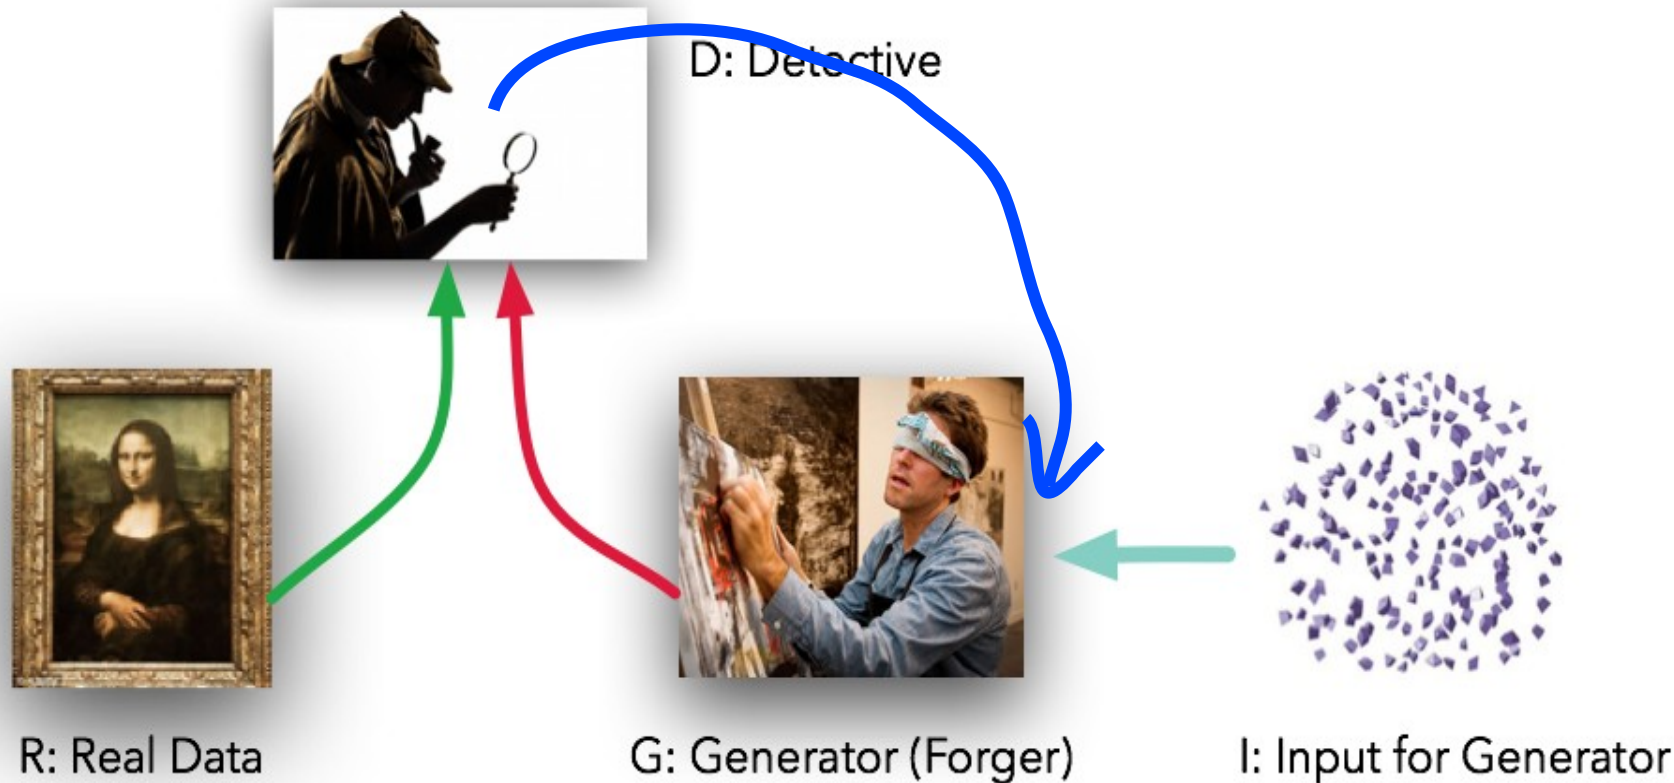 D: Detective
R: Real Data
G: Generator (Forger)
I: Input for Generator